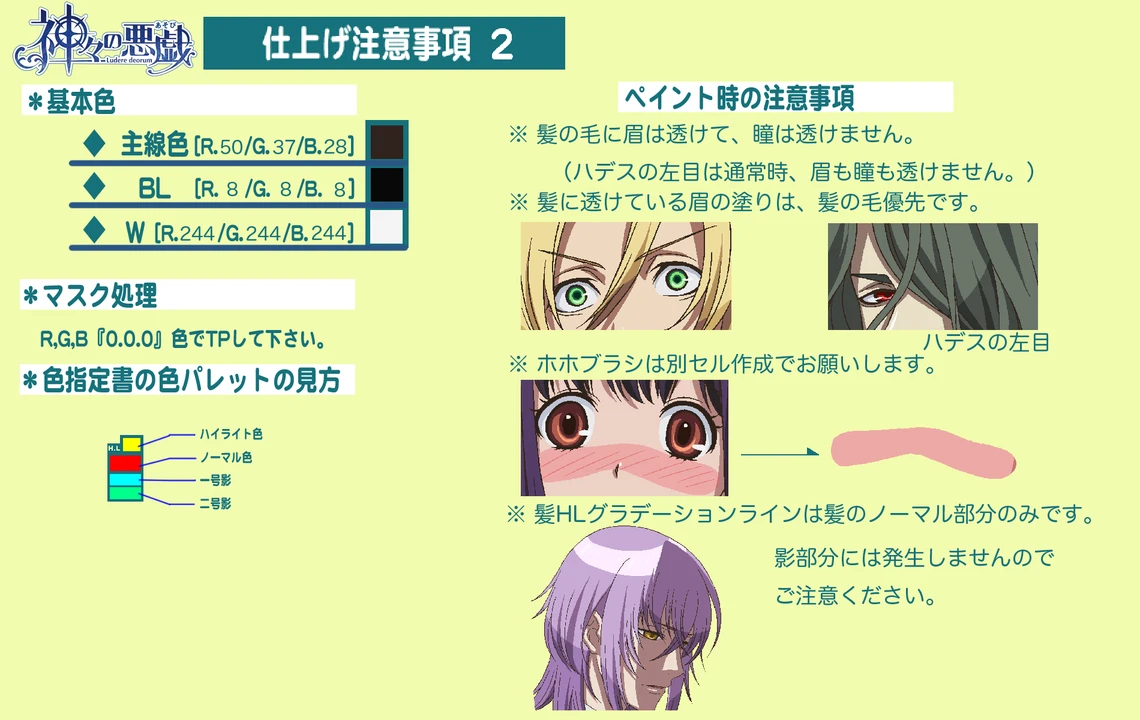 神々の悪戯
あそび
Ludere deorum
仕上げ注意事項 2
＊基本色
◆ 主線色 [R.50/G.37/B.28]
◆ BL [R. 8 /G. 8 /B. 8]
◆ W [R.244/G.244/B.244]
＊マスク処理
R,G,B『0.0.0』色でTPして下さい。
＊色指定書の色パレットの見方
H.L
ハイライト色
ノーマル色
一号影
二号影
ペイント時の注意事項
※ 髪の毛に眉は透けて、瞳は透けません。
（ハデスの左目は通常時、眉も瞳も透けません。）
※ 髪に透けている眉の塗りは、髪の毛優先です。
ハデスの左目
※ ホホブラシは別セル作成でお願いします。
※ 髪HLグラデーションラインは髪のノーマル部分のみです。
影部分には発生しませんので
ご注意ください。